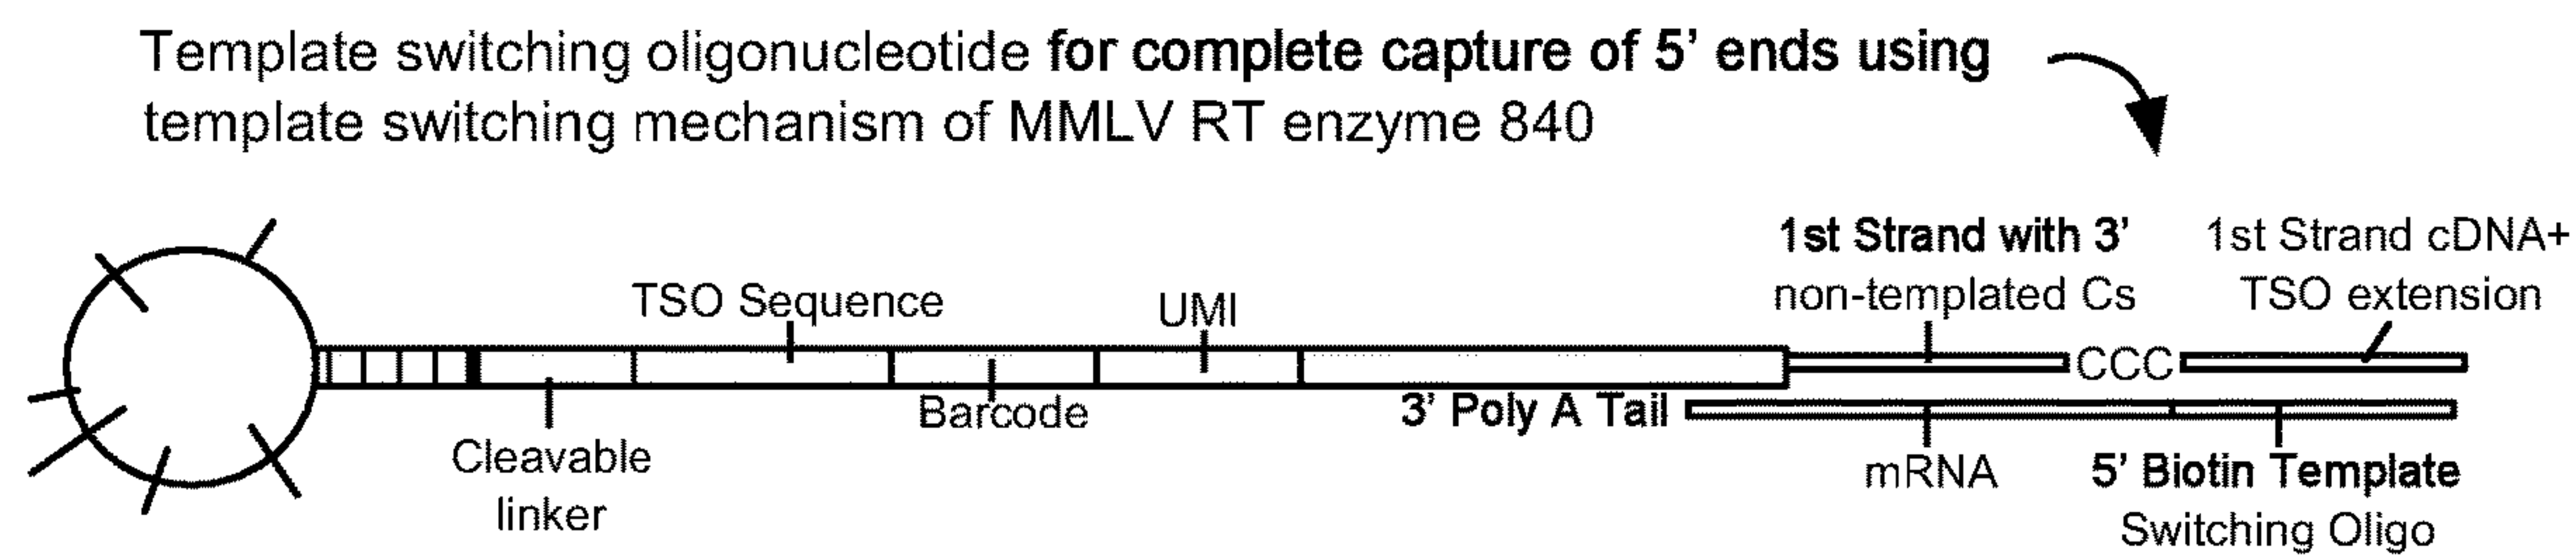 Template switching oligonucleotide for complete capture of 5' ends using
template switching mechanism of MMLV RT enzyme 840
1st Strand with 3'
non-templated Cs
1st Strand cDNA+
TSO extension
TSO Sequence
UMI
CCC
Barcode
3' Poly A Tail
Cleavable
linker
mRNA
5' Biotin Template
Switching Oligo